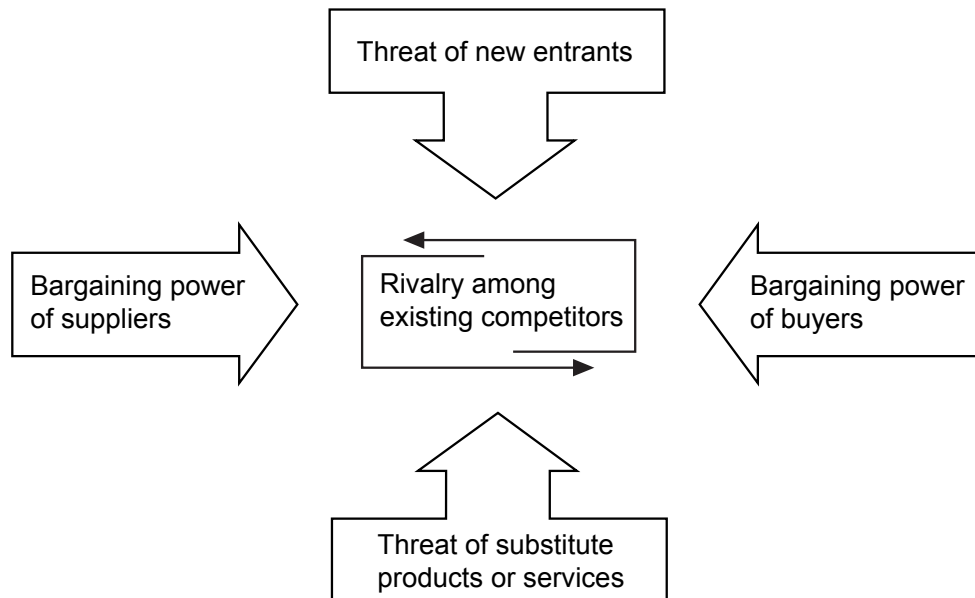 Threat of new entrants
Bargaining power
of suppliers
Rivalry among
existing competitors
Bargaining power
of buyers
Threat of substitute
products or services